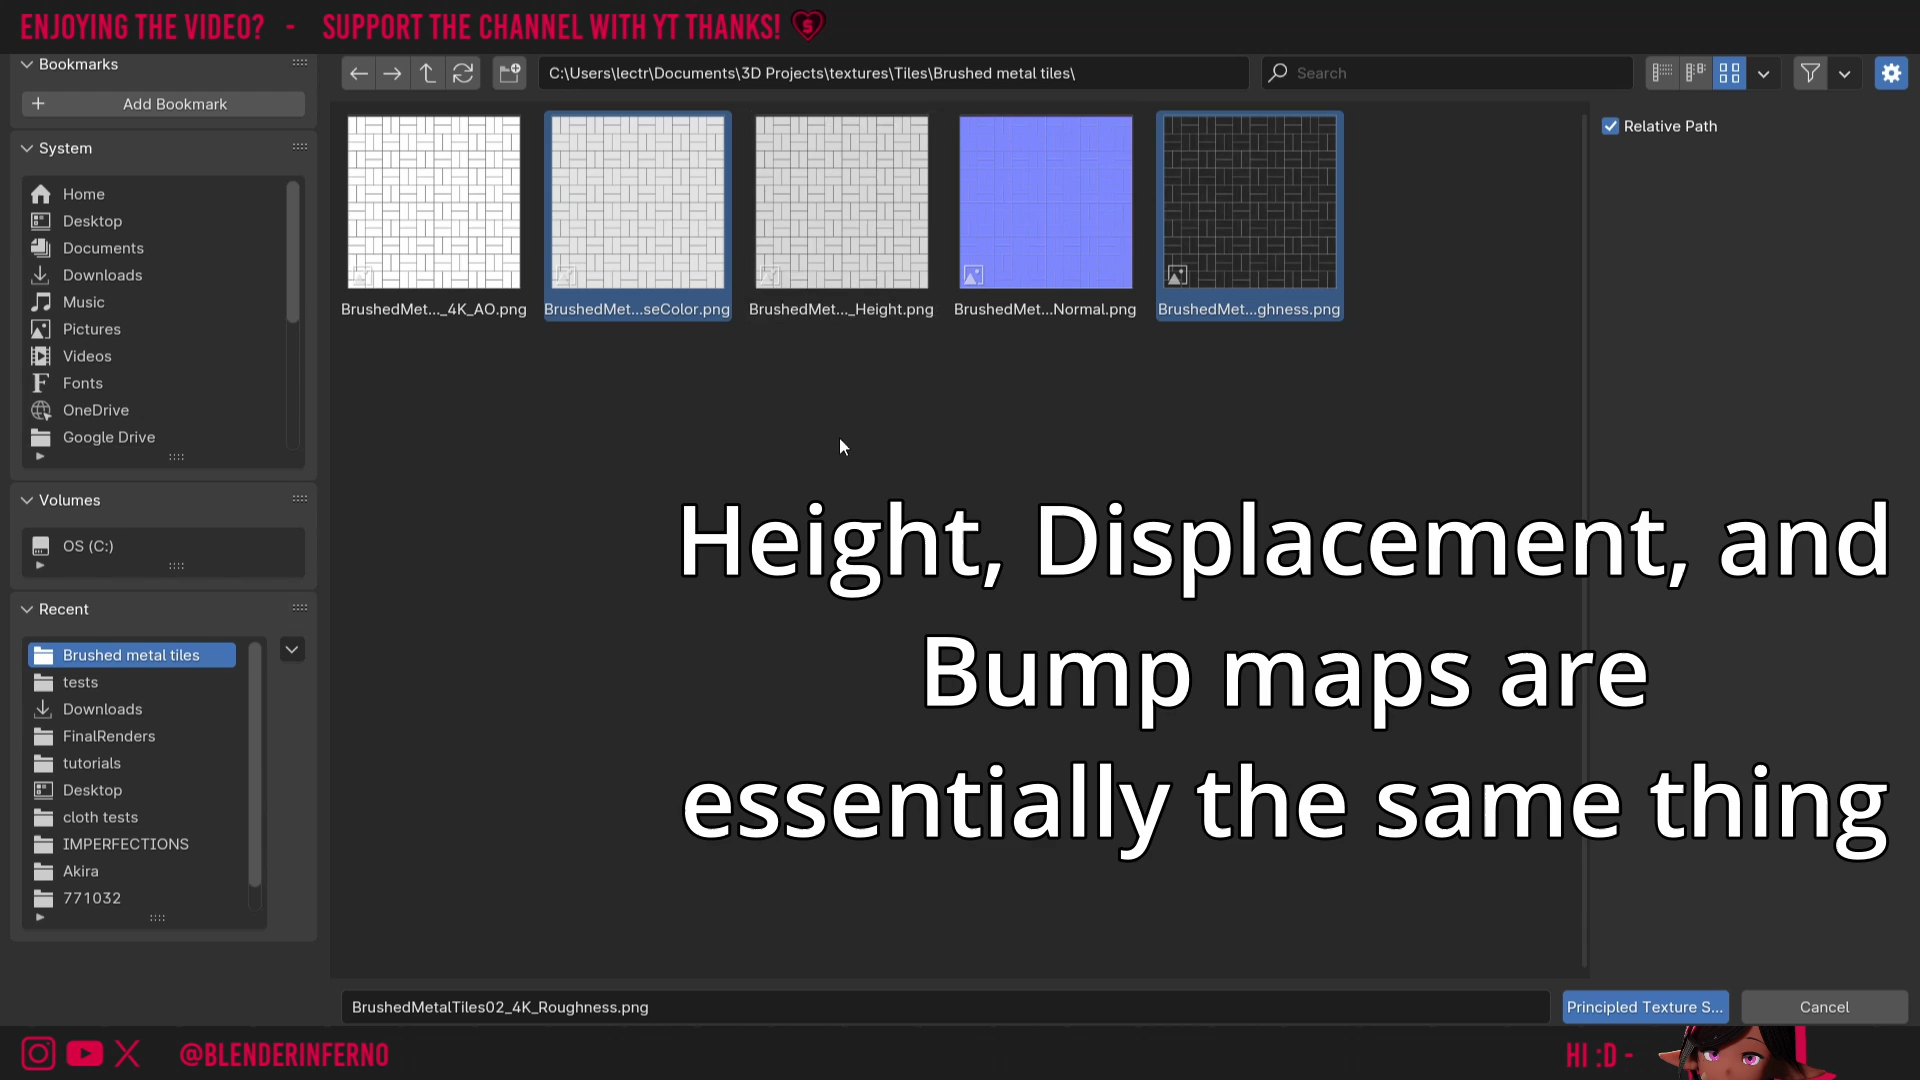 ENJOYING THE VIDEO? - SUPPORT THE CHANNEL WITH YT THANKS!
Bookmarks
Add Bookmark
System
Home
Desktop
Documents
Downloads
Music
Pictures
Videos
Fonts
OneDrive
Google Drive
Volumes
OS (C:)
Recent
Brushed metal tiles
tests
Downloads
FinalRenders
tutorials
Desktop
cloth tests
IMPERFECTIONS
Akira
771032
C:\Users\lectr\Documents\3D Projects\textures\Tiles\Brushed metal tiles\
Search
Relative Path
BrushedMet..._4K_AO.png
BrushedMet...seColor.png
BrushedMet..._Height.png
BrushedMet...Normal.png
BrushedMet...ghness.png
Height, Displacement, and
Bump maps are
essentially the same thing
BrushedMetalTiles02_4K_Roughness.png
Principled Texture S...
Cancel
@BLENDERINFERNO
HI :D -